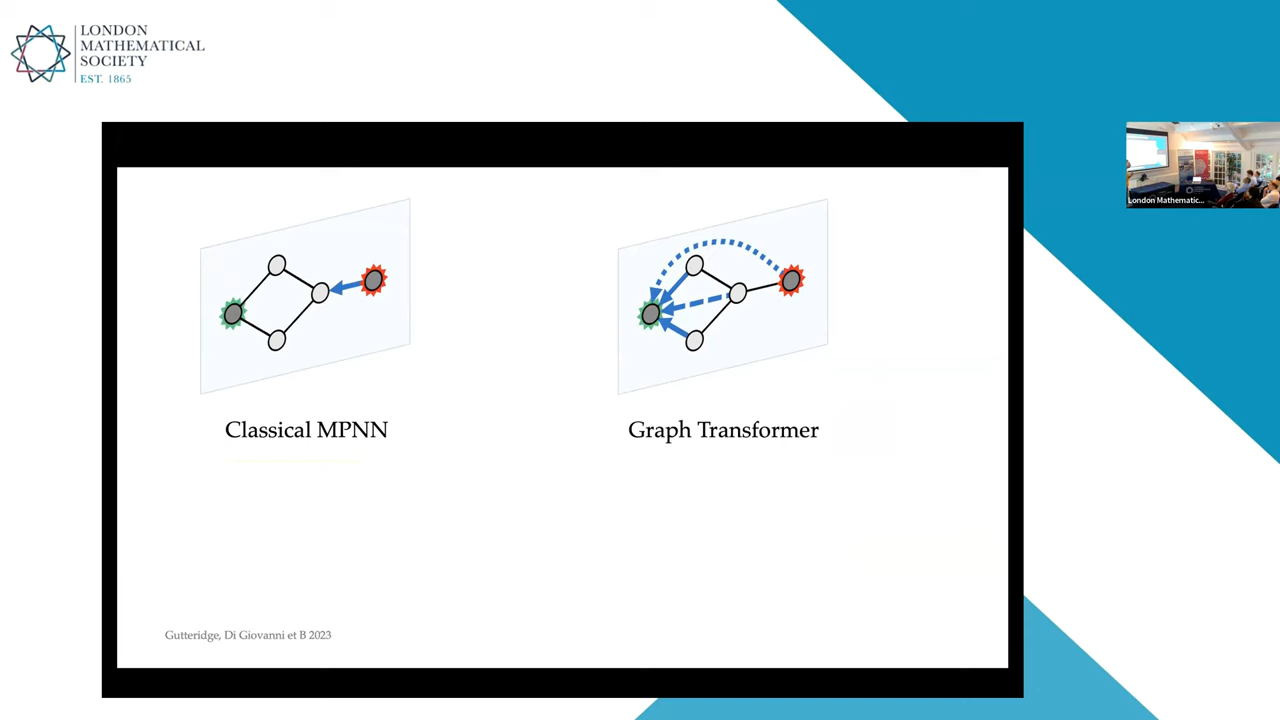 LONDON
MATHEMATICAL
SOCIETY
EST. 1865
London Mathematic...
Classical MPNN
Graph Transformer
Gutteridge, Di Giovanni et B 2023